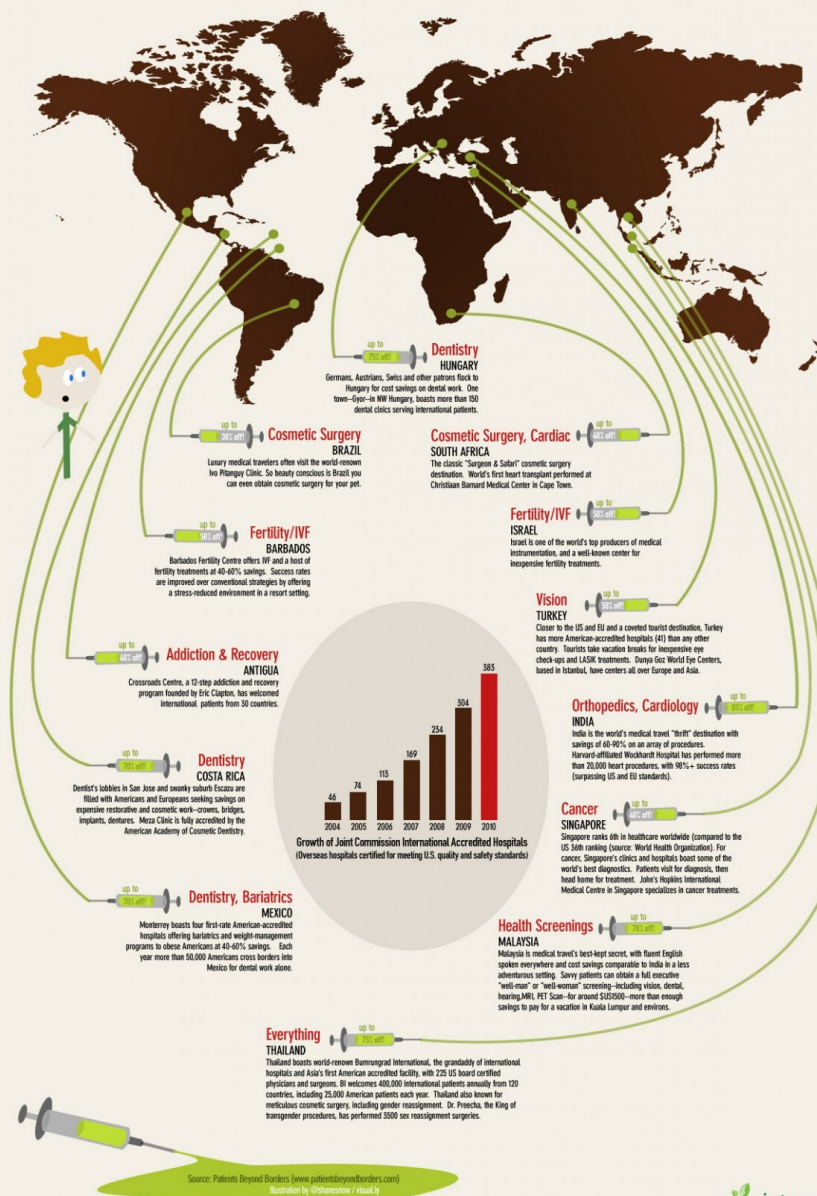 up to
75% off!
Dentistry
HUNGARY
Germans, Austrians, Swiss and other patrons flock to
Hungary for cost savings on dental work. One
town--Gyor--in NW Hungary, boasts more than 150
dental clnics serving international patients.
up to
30% off!
Cosmetic Surgery
BRAZIL
Luxury medical travelers often visit the world-renown
Ivo Pitanguy Clinic. So beauty conscious is Brazil you
can even obtain cosmetic surgery for your pet.
Cosmetic Surgery, Cardiac
up to
40% off!
SOUTH AFRICA
The classic "Surgeon & Safari" cosmetic surgery
destination. World's first heart transplant performed at
Christiaan Barnard Medical Center in Cape Town.
up to
50% off!
Fertility/IVF
BARBADOS
Barbados Fertility Centre offers IVF and a host of
fertility treatments at 40-60% savings. Success rates
are improved over conventional strategies by offering
a stress-reduced environment in a resort setting.
Fertility/IVF
up to
50% off!
ISRAEL
Israel is one of the world's top producers of medical
instrumentation, and a well-known center for
inexpensive fertility treatments.
Vision
up to
50% off!
TURKEY
Closer to the US and EU and a coveted tourist destination, Turkey
has more American-accredited hospitals (41) than any other
country. Tourists take vacation breaks for inexpensive eye
check-ups and LASIK treatments. Dunya Goz World Eye Centers,
based in Istanbul, have centers all over Europe and Asia.
up to
40% off!
Addiction & Recovery
ANTIGUA
Crossroads Centre, a 12-step addiction and recovery
program founded by Eric Clapton, has welcomed
international patients from 30 countries.
Orthopedics, Cardiology
up to
85% off!
INDIA
India is the world's medical travel "thrift" destination with
savings of 60-90% on an array of procedures.
Harvard-affiliated Wockhardt Hospital has performed more
than 20,000 heart procedures, with 98%+ success rates
(surpassing US and EU standards).
up to
70% off!
Dentistry
COSTA RICA
Dentist's lobbies in San Jose and swanky suburb Escazu are
filled with Americans and Europeans seeking savings on
expensive restorative and cosmetic work--crowns, bridges,
implants, dentures. Meza Clinic is fully accredited by the
American Academy of Cosmetic Dentistry.
46
74
113
169
234
304
383
2004 2005 2006 2007 2008 2009 2010
Growth of Joint Commission International Accredited Hospitals
(Overseas hospitals certified for meeting U.S. quality and safety standards)
Cancer
up to
40% off!
SINGAPORE
Singapore ranks 6th in healthcare worldwide (compared to the
US 36th ranking (source: World Health Organization). For
cancer, Singapore's clinics and hospitals boast some of the
world's best diagnostics. Patients visit for diagnosis, then
head home for treatment. John's Hopkins International
Medical Centre in Singapore specializes in cancer treatments.
up to
70% off!
Dentistry, Bariatrics
MEXICO
Monterrey boasts four first-rate American-accredited
hospitals offering bariatrics and weight-management
programs to obese Americans at 40-60% savings. Each
year more than 50,000 Americans cross borders into
Mexico for dental work alone.
Health Screenings
up to
70% off!
MALAYSIA
Malaysia is medical travel's best-kept secret, with fluent English
spoken everywhere and cost savings comparable to India in a less
adventurous setting. Savvy patients can obtain a full executive
"well-man" or "well-woman" screening--including vision, dental,
hearing,MRI, PET Scan--for around $US1500--more than enough
savings to pay for a vacation in Kuala Lumpur and environs.
Everything
up to
75% off!
THAILAND
Thailand boasts world-renown Bumrungrad International, the grandaddy of international
hospitals and Asia's first American accredited facility, with 225 US board certified
physicians and surgeons. BI welcomes 400,000 international patients annually from 120
countries, including 25,000 American patients each year. Thailand also known for
meticulous cosmetic surgery, including gender reassignment. Dr. Preecha, the King of
transgender procedures, has performed 3500 sex reassignment surgeries.
Source: Patients Beyond Borders (www.patientsbeyondborders.com)
Illustration by @shanesnow / visual.ly